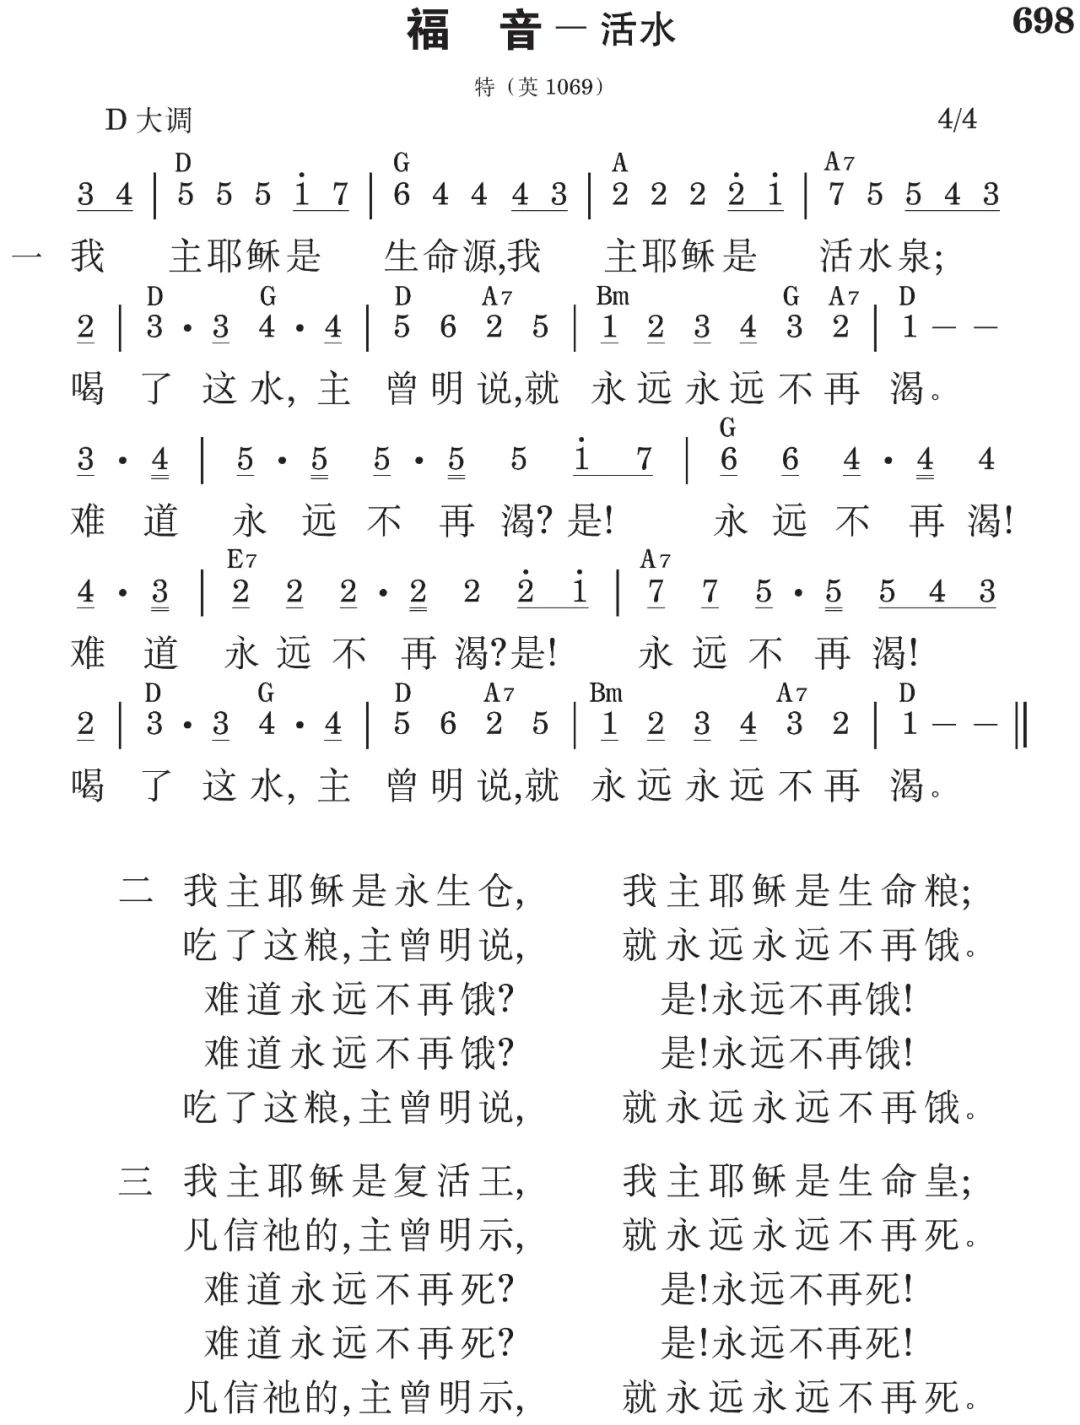 福 音－活水 698
特（英1069）
D大调 4/4
D G A A7
3 4 | 5 5 5 i 7 | 6 4 4 4 3 | 2 2 2 2̇ i | 7 5 5 4 3
一 我 主耶稣是 生命源,我 主耶稣是 活水泉;
D G D A7 Bm G A7 D
2 | 3 · 3 4 · 4 | 5 6 2 5 | 1 2 3 4 3 2 | 1 – –
喝 了 这水, 主 曾明说,就 永远永远不再 渴。
G
3 · 4 | 5 · 5 5 · 5 5 i 7 | 6 6 4 · 4 4
难 道 永 远 不 再 渴? 是! 永 远 不 再 渴!
E7 A7
4 · 3 | 2 2 2 · 2 2 2̇ i | 7 7 5 · 5 5 4 3
难 道 永 远 不 再 渴?是! 永 远 不 再 渴!
D G D A7 Bm A7 D
2 | 3 · 3 4 · 4 | 5 6 2 5 | 1 2 3 4 3 2 | 1 – – ‖
喝 了 这水, 主 曾明说,就 永远永远不再 渴。
二 我主耶稣是永生仓, 我主耶稣是生命粮;
吃了这粮,主曾明说, 就永远永远不再饿。
难道永远不再饿? 是!永远不再饿!
难道永远不再饿? 是!永远不再饿!
吃了这粮,主曾明说, 就永远永远不再饿。
三 我主耶稣是复活王, 我主耶稣是生命皇;
凡信祂的,主曾明示, 就永远永远不再死。
难道永远不再死? 是!永远不再死!
难道永远不再死? 是!永远不再死!
凡信祂的,主曾明示, 就永远永远不再死。